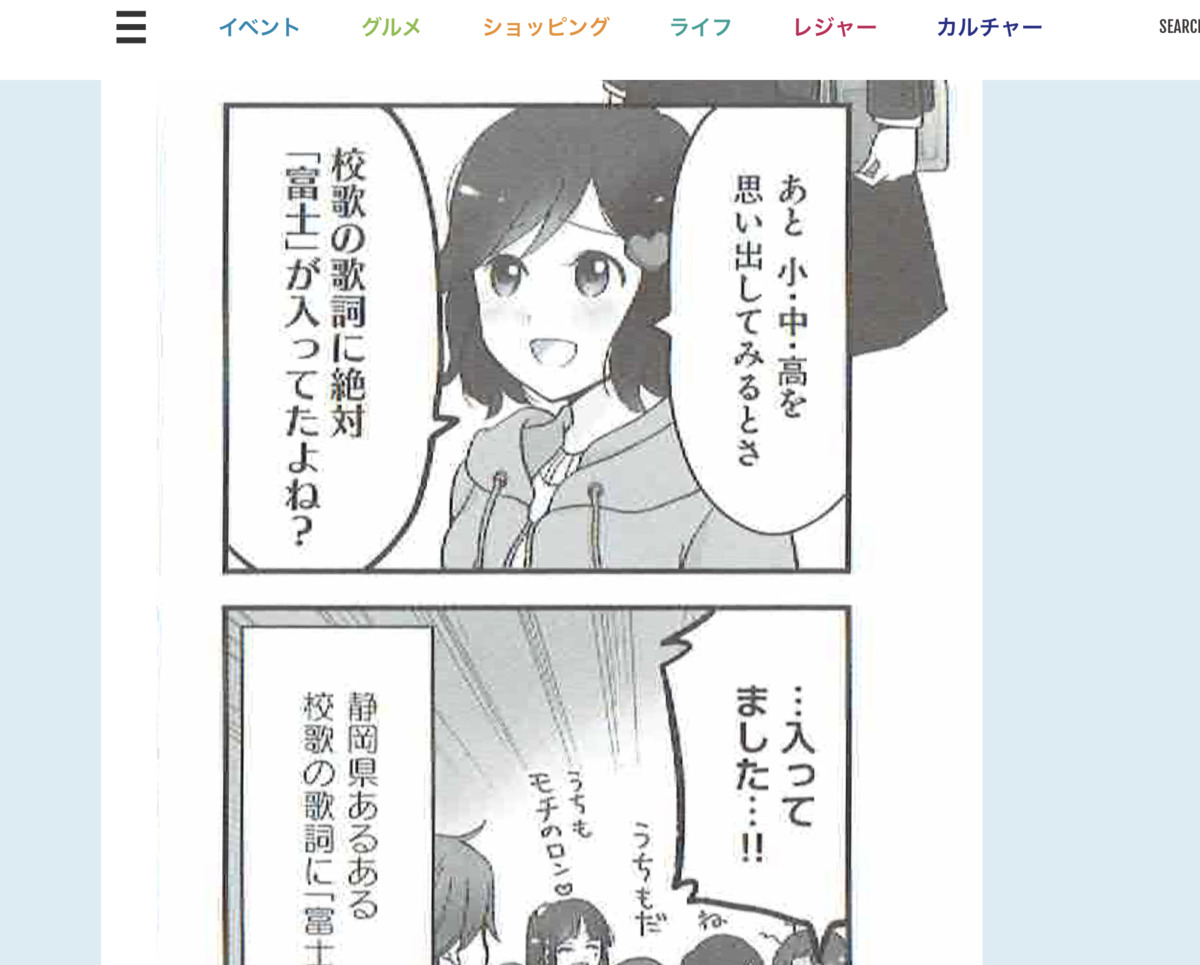 イベント
グルメ
ショッピング
ライフ
レジャー
カルチャー
SEARCH
あと 小・中・高を
思い出してみるとさ
校歌の歌詞に絶対
「富士」が入ってたよね？
…入って
ました…!!
うちもだ
ね
うちも
モチのロン♡
静岡県あるある
校歌の歌詞に「富士